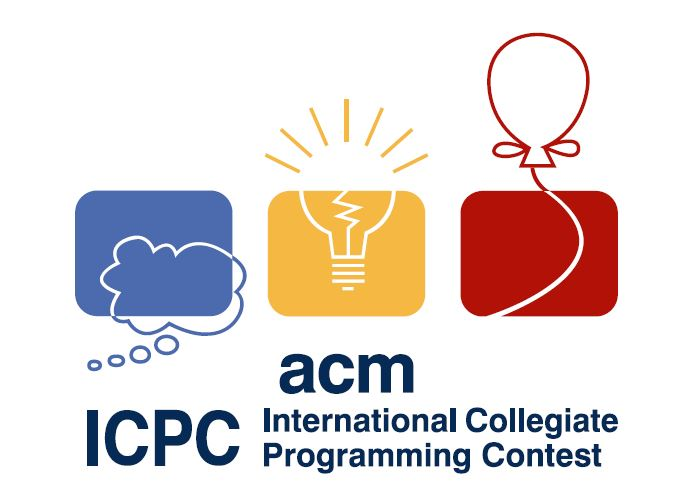 acm
ICPC
International Collegiate
Programming Contest